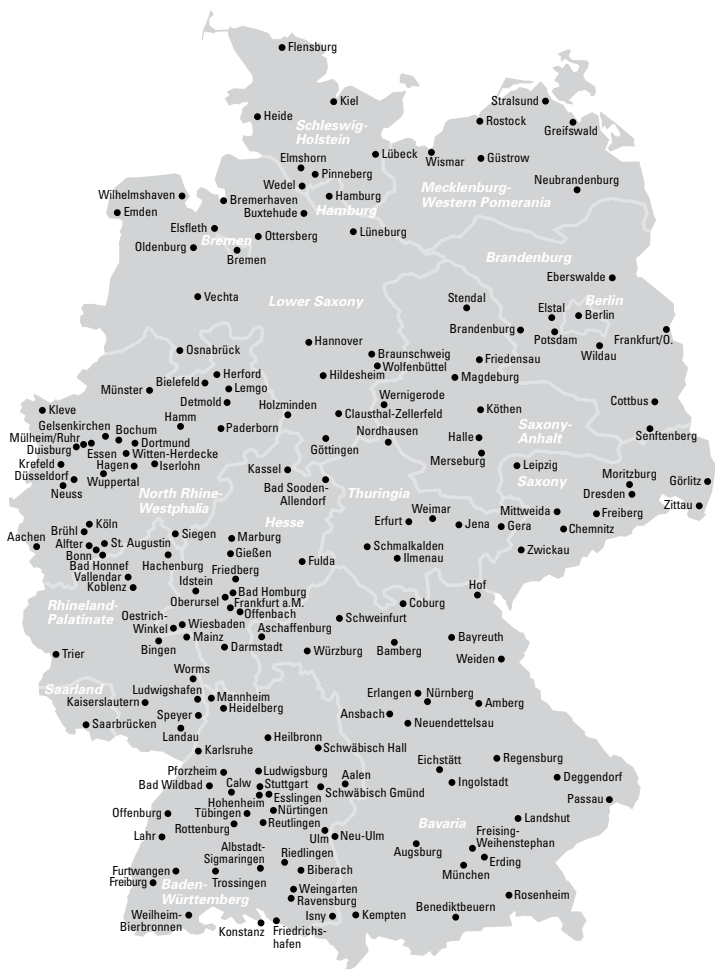 Flensburg
Kiel
Stralsund
Heide
Rostock
Greifswald
Schleswig-
Holstein
Lübeck
Wismar
Güstrow
Elmshorn
Pinneberg
Wedel
Mecklenburg-
Western Pomerania
Neubrandenburg
Wilhelmshaven
Bremerhaven
Hamburg
Emden
Buxtehude
Hamburg
Elsfleth
Ottersberg
Lüneburg
Bremen
Oldenburg
Bremen
Brandenburg
Eberswalde
Vechta
Lower Saxony
Stendal
Berlin
Elstal
Berlin
Brandenburg
Potsdam
Frankfurt/O.
Wildau
Hannover
Osnabrück
Braunschweig
Wolfenbüttel
Friedensau
Herford
Hildesheim
Magdeburg
Bielefeld
Lemgo
Münster
Detmold
Wernigerode
Cottbus
Kleve
Holzminden
Clausthal-Zellerfeld
Köthen
Gelsenkirchen
Bochum
Hamm
Paderborn
Saxony-
Anhalt
Senftenberg
Mülheim/Ruhr
Duisburg
Dortmund
Göttingen
Nordhausen
Halle
Essen
Witten-Herdecke
Merseburg
Krefeld
Hagen
Iserlohn
Kassel
Leipzig
Düsseldorf
Wuppertal
Bad Sooden-
Allendorf
Saxony
Moritzburg
Görlitz
Neuss
North Rhine-
Westphalia
Thuringia
Dresden
Zittau
Köln
Hesse
Weimar
Mittweida
Freiberg
Brühl
Erfurt
Jena
Gera
Chemnitz
Aachen
Alfter
St. Augustin
Siegen
Marburg
Bonn
Gießen
Schmalkalden
Zwickau
Bad Honnef
Hachenburg
Fulda
Ilmenau
Vallendar
Friedberg
Koblenz
Idstein
Bad Homburg
Hof
Oberursel
Frankfurt a.M.
Coburg
Rhineland-
Palatinate
Oestrich-
Winkel
Offenbach
Schweinfurt
Wiesbaden
Aschaffenburg
Mainz
Bayreuth
Trier
Bingen
Darmstadt
Würzburg
Bamberg
Weiden
Worms
Saarland
Ludwigshafen
Mannheim
Erlangen
Nürnberg
Kaiserslautern
Heidelberg
Amberg
Speyer
Ansbach
Saarbrücken
Neuendettelsau
Landau
Heilbronn
Karlsruhe
Schwäbisch Hall
Eichstätt
Regensburg
Pforzheim
Ludwigsburg
Aalen
Deggendorf
Bad Wildbad
Calw
Stuttgart
Ingolstadt
Hohenheim
Esslingen
Schwäbisch Gmünd
Passau
Offenburg
Tübingen
Nürtingen
Rottenburg
Reutlingen
Landshut
Lahr
Ulm
Neu-Ulm
Bavaria
Freising-
Weihenstephan
Albstadt-
Sigmaringen
Riedlingen
Augsburg
Erding
Furtwangen
Biberach
München
Freiburg
Trossingen
Baden-
Württemberg
Weingarten
Ravensburg
Rosenheim
Weilheim-
Bierbronnen
Isny
Kempten
Benediktbeuern
Konstanz
Friedrichs-
hafen